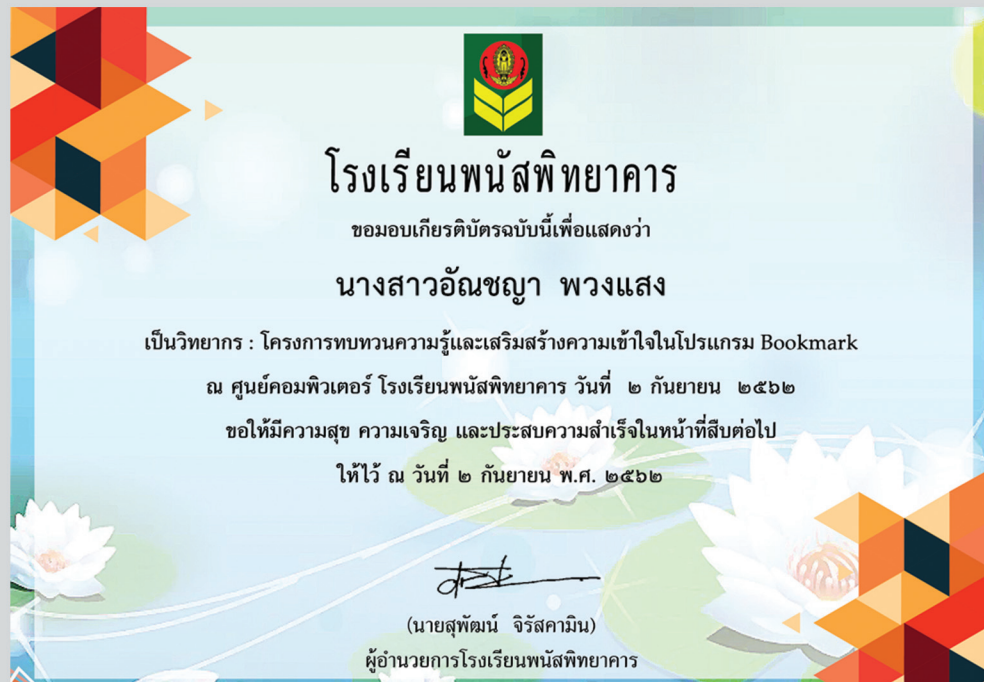 โรงเรียนพนัสพิทยาคาร
ขอมอบเกียรติบัตรฉบับนี้เพื่อแสดงว่า
นางสาวอัณชญา พวงแสง
เป็นวิทยากร : โครงการทบทวนความรู้และเสริมสร้างความเข้าใจในโปรแกรม Bookmark
ณ ศูนย์คอมพิวเตอร์ โรงเรียนพนัสพิทยาคาร วันที่ ๒ กันยายน ๒๕๖๒
ขอให้มีความสุข ความเจริญ และประสบความสำเร็จในหน้าที่สืบต่อไป
ให้ไว้ ณ วันที่ ๒ กันยายน พ.ศ. ๒๕๖๒
(นายสุพัฒน์ จิรัสคามิน)
ผู้อำนวยการโรงเรียนพนัสพิทยาคาร